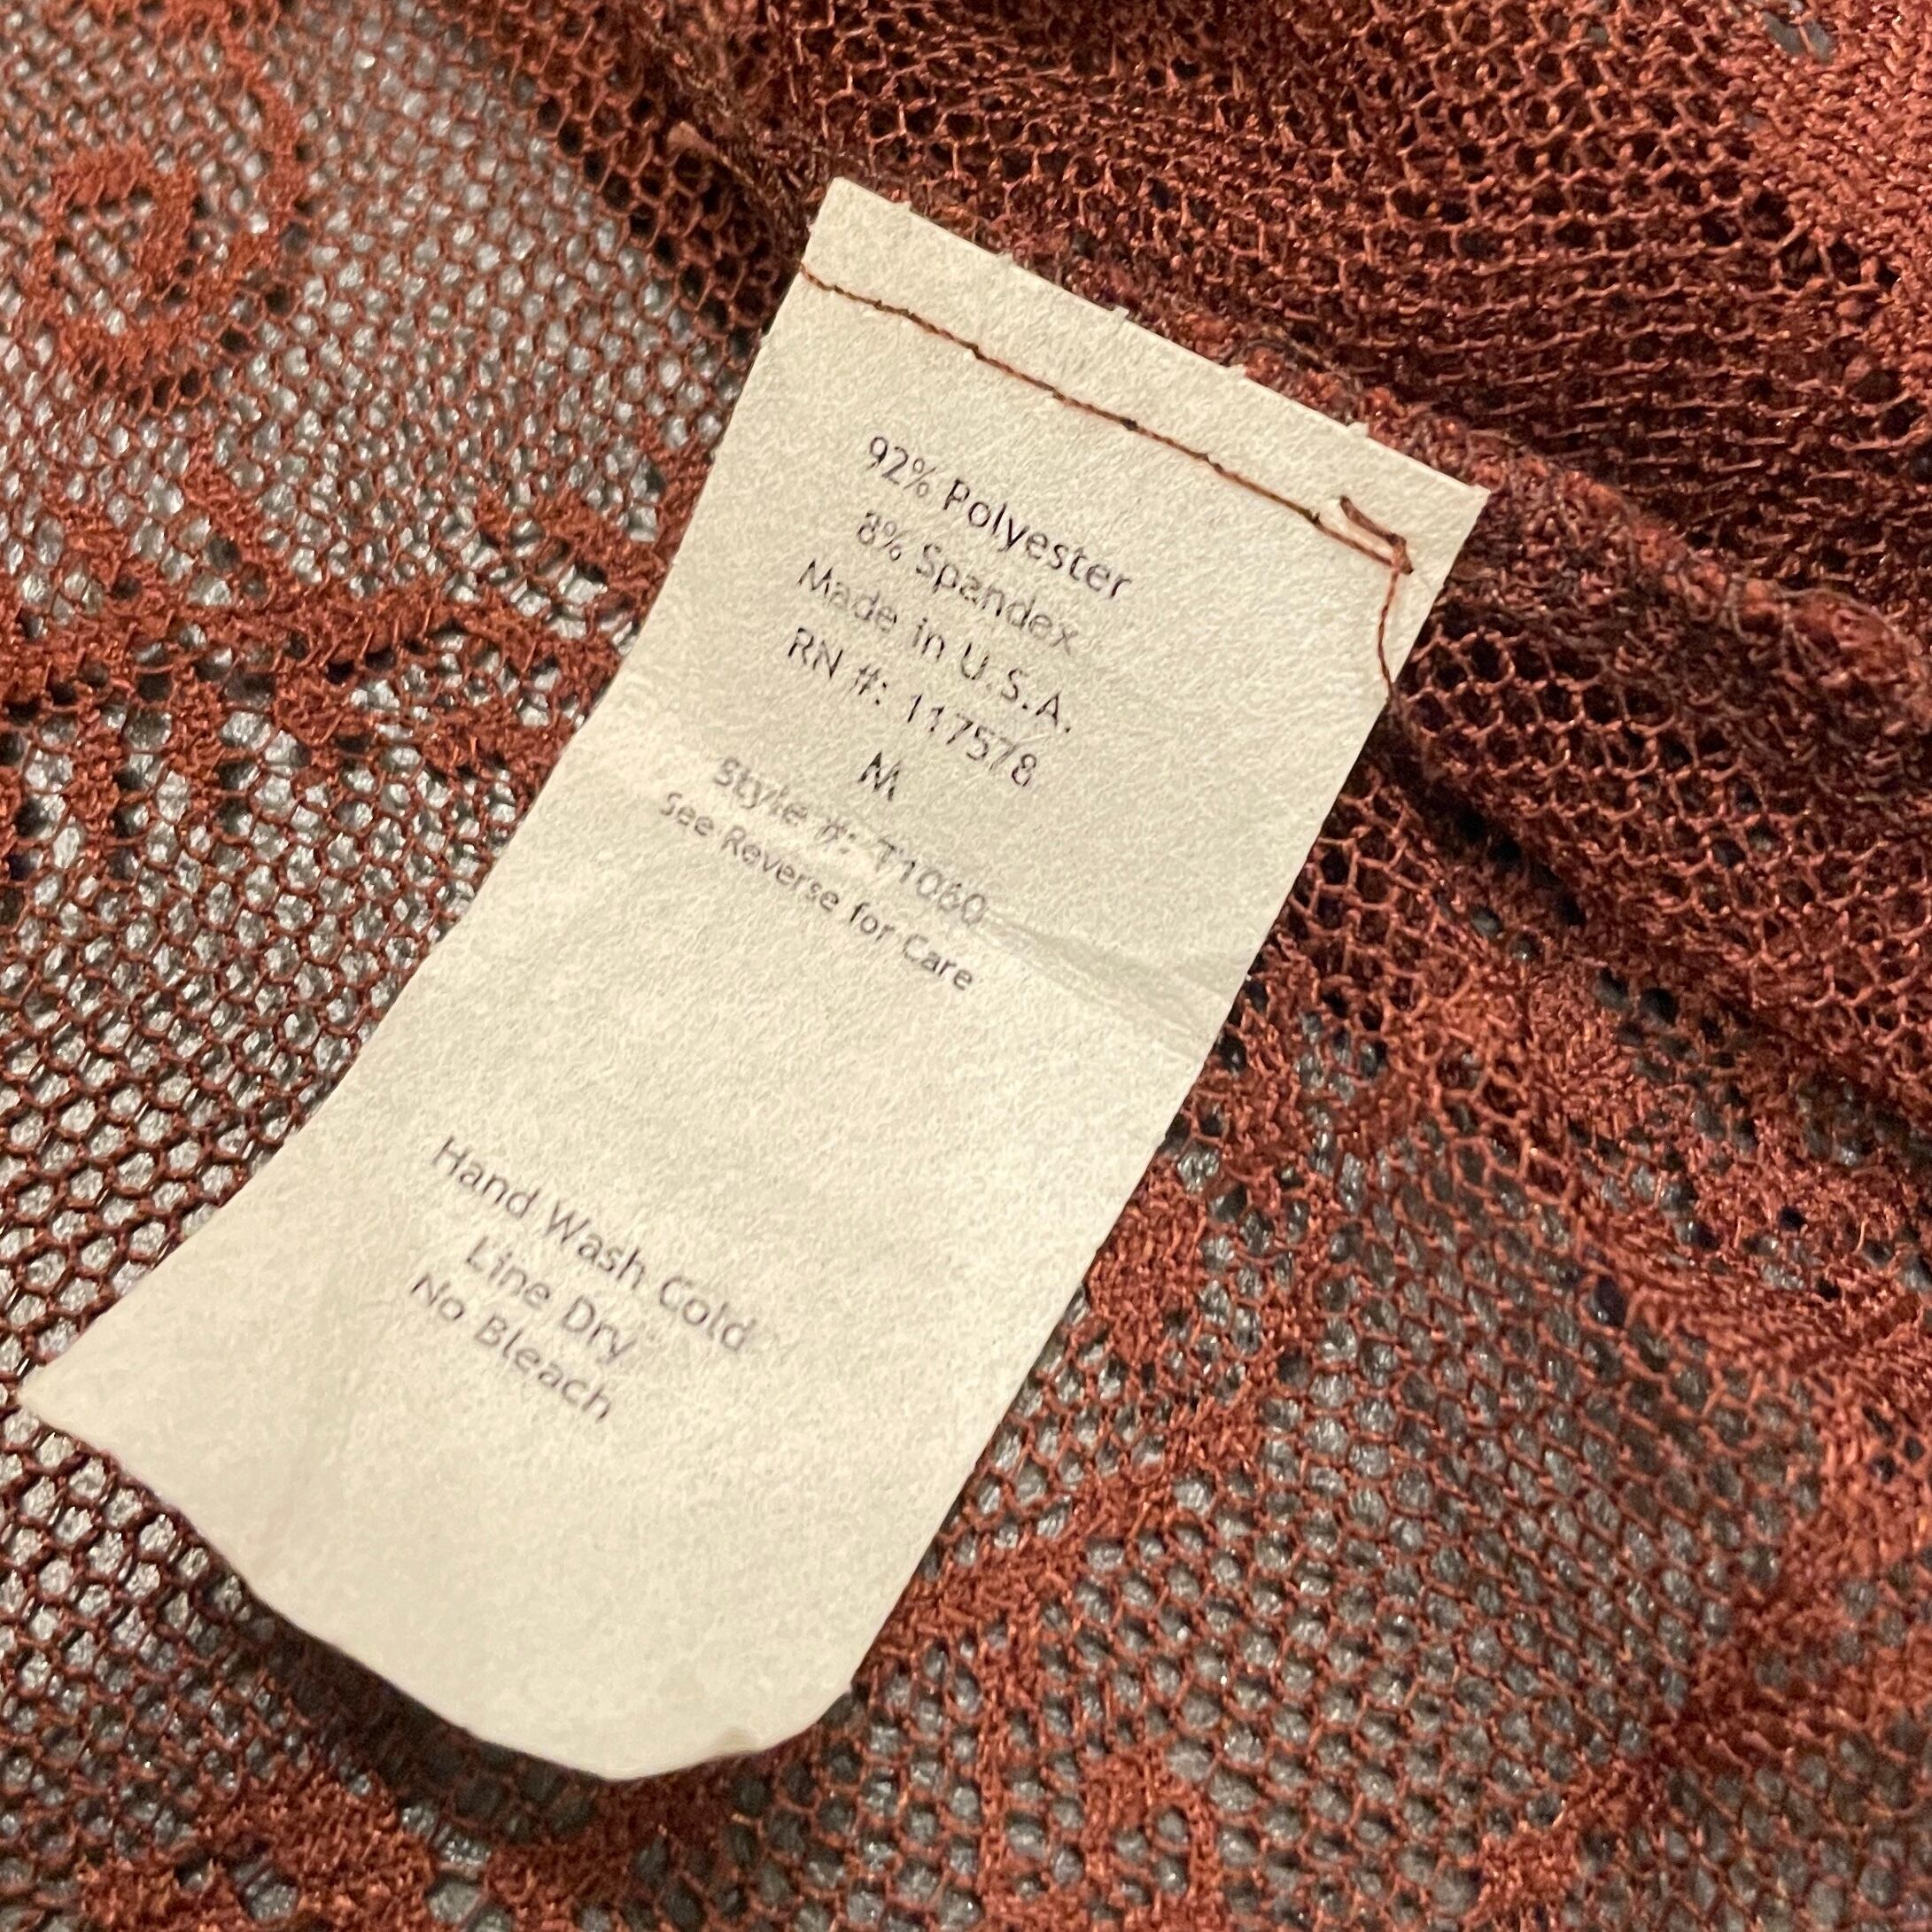 92% Polyester
8% Spandex
Made in U.S.A.
RN #: 117578
M
Style #: T1060
See Reverse for Care
Hand Wash Cold
Line Dry
No Bleach